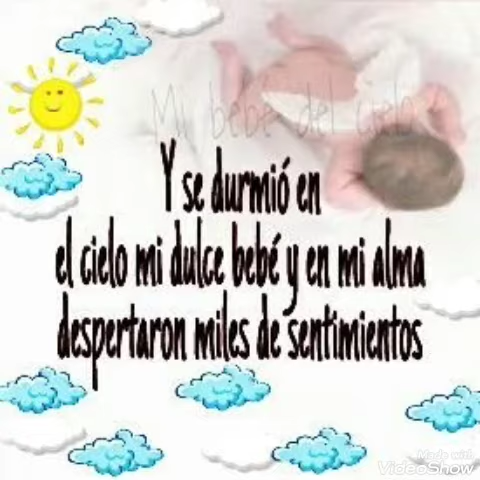 Mi bebé del cielo
Y se durmió en
el cielo mi dulce bebé y en mi alma
despertaron miles de sentimientos
Made with
VideoShow